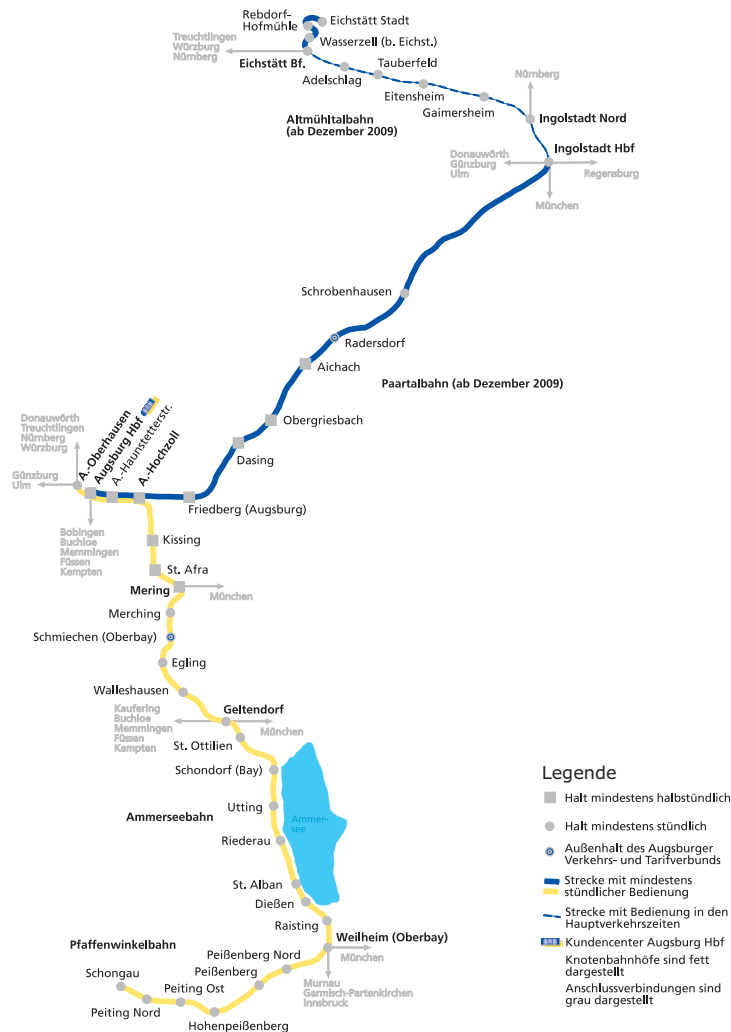 Rebdorf-
Hofmühle
Eichstätt Stadt
Treuchtlingen
Würzburg
Nürnberg
Wasserzell (b. Eichst.)
Eichstätt Bf.
Tauberfeld
Adelschlag
Eitensheim
Gaimersheim
Nürnberg
Altmühltalbahn
(ab Dezember 2009)
Ingolstadt Nord
Ingolstadt Hbf
Donauwörth
Günzburg
Ulm
Regensburg
München
Schrobenhausen
Radersdorf
Aichach
Paartalbahn (ab Dezember 2009)
Obergriesbach
Dasing
Donauwörth
Treuchtlingen
Nürnberg
Würzburg
A.-Oberhausen
Augsburg Hbf
A.-Haunstetterstr.
A.-Hochzoll
Günzburg
Ulm
Friedberg (Augsburg)
Bobingen
Buchloe
Memmingen
Füssen
Kempten
Kissing
St. Afra
Mering
München
Merching
Schmiechen (Oberbay)
Egling
Walleshausen
Geltendorf
Kaufering
Buchloe
Memmingen
Füssen
Kempten
München
St. Ottilien
Schondorf (Bay)
Utting
Ammerseebahn
Ammer-
see
Riederau
St. Alban
Dießen
Raisting
Weilheim (Oberbay)
München
Murnau
Garmisch-Partenkirchen
Innsbruck
Pfaffenwinkelbahn
Peißenberg Nord
Peißenberg
Schongau
Peiting Ost
Peiting Nord
Hohenpeißenberg
Legende
Halt mindestens halbstündlich
Halt mindestens stündlich
Außenhalt des Augsburger
Verkehrs- und Tarifverbunds
Strecke mit mindestens
stündlicher Bedienung
Strecke mit Bedienung in den
Hauptverkehrszeiten
Kundencenter Augsburg Hbf
Knotenbahnhöfe sind fett
dargestellt
Anschlussverbindungen sind
grau dargestellt